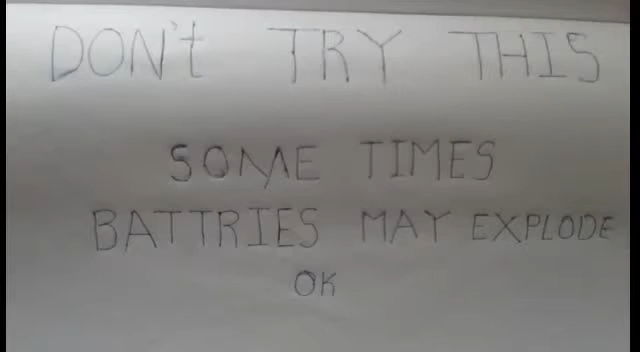 DON't TRY THIS
SOME TIMES
BATTRIES MAY EXPLODE
OK